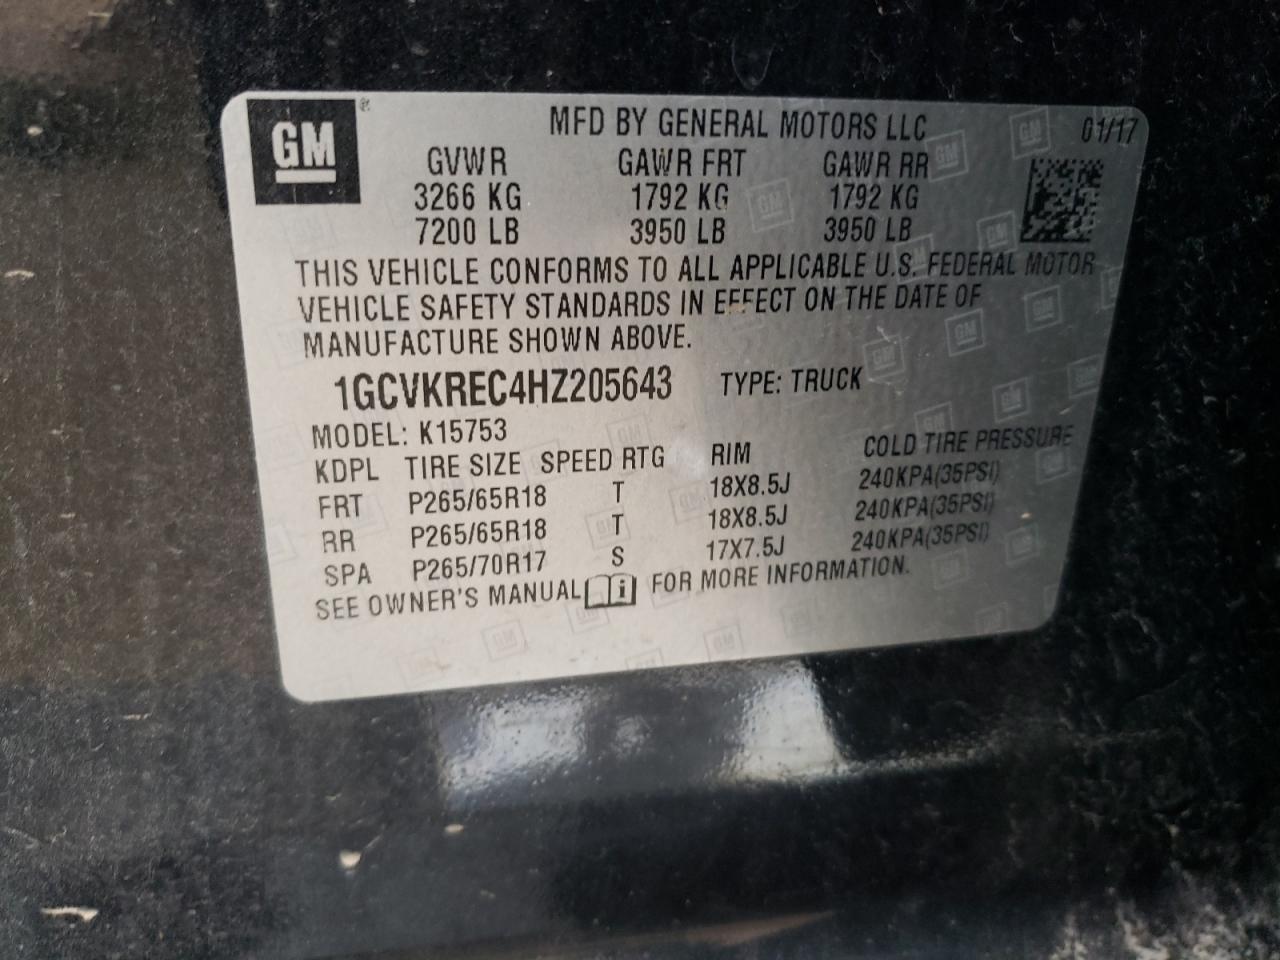 GM
MFD BY GENERAL MOTORS LLC 01/17
GVWR GAWR FRT GAWR RR
3266 KG 1792 KG 1792 KG
7200 LB 3950 LB 3950 LB
THIS VEHICLE CONFORMS TO ALL APPLICABLE U.S. FEDERAL MOTOR
VEHICLE SAFETY STANDARDS IN EFFECT ON THE DATE OF
MANUFACTURE SHOWN ABOVE.
1GCVKREC4HZ205643 TYPE: TRUCK
MODEL: K15753
KDPL TIRE SIZE SPEED RTG RIM COLD TIRE PRESSURE
FRT P265/65R18 T 18X8.5J 240KPA(35PSI)
RR P265/65R18 T 18X8.5J 240KPA(35PSI)
SPA P265/70R17 S 17X7.5J 240KPA(35PSI)
SEE OWNER'S MANUAL i FOR MORE INFORMATION.